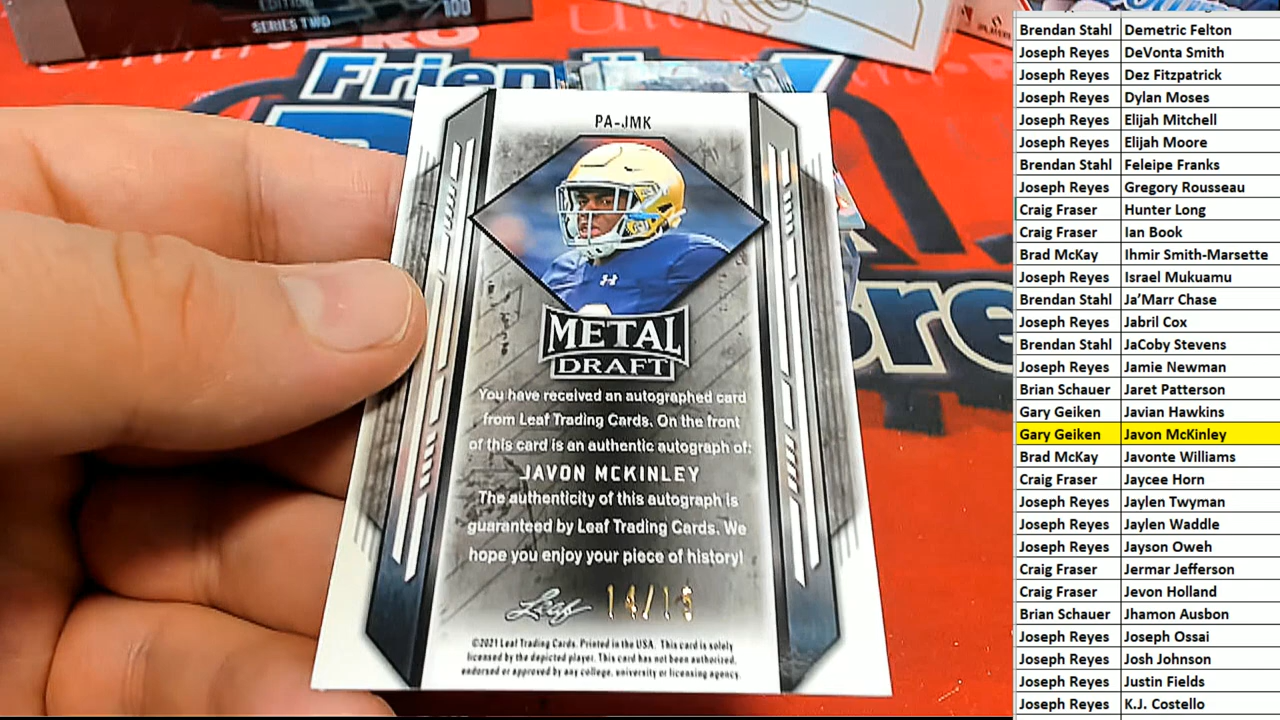 EDITION
SERIES TWO
100
Frien
re
PA-JMK
METAL
DRAFT
You have received an autographed card
from Leaf Trading Cards. On the front
of this card is an authentic autograph of:
JAVON MCKINLEY
The authenticity of this autograph is
guaranteed by Leaf Trading Cards. We
hope you enjoy your piece of history!
Leaf 14/15
©2021 Leaf Trading Cards. Printed in the USA. This card is solely
licensed by the depicted player. This card has not been authorized,
endorsed or approved by any college, university or licensing agency.
Brendan Stahl Demetric Felton
Joseph Reyes DeVonta Smith
Joseph Reyes Dez Fitzpatrick
Joseph Reyes Dylan Moses
Joseph Reyes Elijah Mitchell
Joseph Reyes Elijah Moore
Brendan Stahl Feleipe Franks
Joseph Reyes Gregory Rousseau
Craig Fraser Hunter Long
Craig Fraser Ian Book
Brad McKay Ihmir Smith-Marsette
Joseph Reyes Israel Mukuamu
Brendan Stahl Ja’Marr Chase
Joseph Reyes Jabril Cox
Brendan Stahl JaCoby Stevens
Joseph Reyes Jamie Newman
Brian Schauer Jaret Patterson
Gary Geiken Javian Hawkins
Gary Geiken Javon McKinley
Brad McKay Javonte Williams
Craig Fraser Jaycee Horn
Joseph Reyes Jaylen Twyman
Joseph Reyes Jaylen Waddle
Joseph Reyes Jayson Oweh
Craig Fraser Jermar Jefferson
Craig Fraser Jevon Holland
Brian Schauer Jhamon Ausbon
Joseph Reyes Joseph Ossai
Joseph Reyes Josh Johnson
Joseph Reyes Justin Fields
Joseph Reyes K.J. Costello